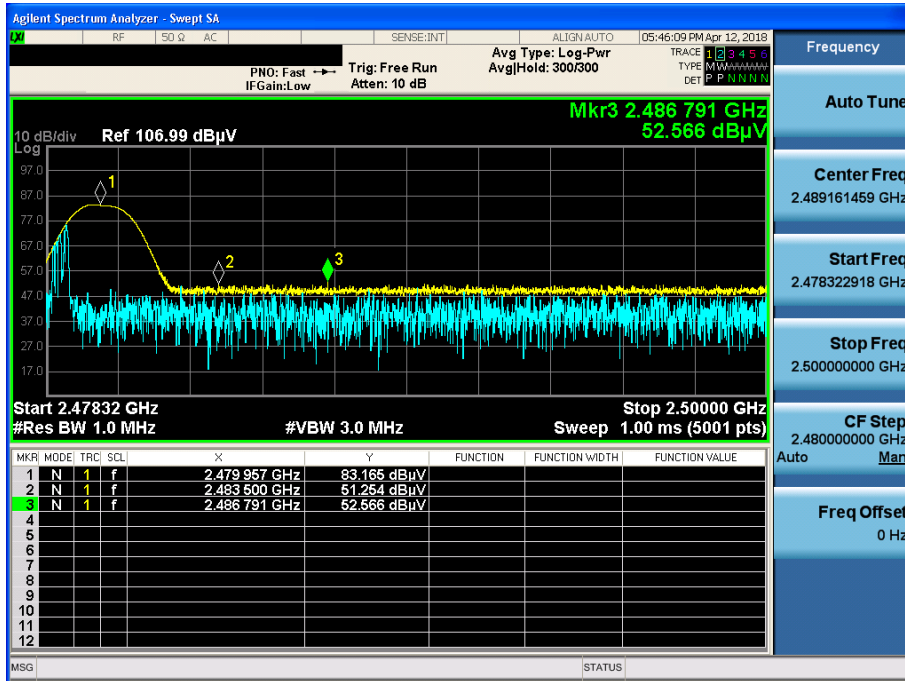 Agilent Spectrum Analyzer - Swept SA
LXI RF 50 Ω AC SENSE:INT ALIGNAUTO 05:46:09 PM Apr 12, 2018
PNO: Fast
IFGain:Low
Trig: Free Run
Atten: 10 dB
Avg Type: Log-Pwr
Avg|Hold: 300/300
TRACE 1 2 3 4 5 6
TYPE MWWWWW
DET P P N N N N
Mkr3 2.486 791 GHz
52.566 dBµV
10 dB/div Ref 106.99 dBµV
Log
97.0
87.0
77.0
67.0
57.0
47.0
37.0
27.0
17.0
1
2
3
Start 2.47832 GHz Stop 2.50000 GHz
#Res BW 1.0 MHz #VBW 3.0 MHz Sweep 1.00 ms (5001 pts)
MKR MODE TRC SCL X Y FUNCTION FUNCTION WIDTH FUNCTION VALUE
1 N 1 f 2.479 957 GHz 83.165 dBµV
2 N 1 f 2.483 500 GHz 51.254 dBµV
3 N 1 f 2.486 791 GHz 52.566 dBµV
4
5
6
7
8
9
10
11
12
MSG STATUS
Frequency
Auto Tune
Center Freq
2.489161459 GHz
Start Freq
2.478322918 GHz
Stop Freq
2.500000000 GHz
CF Step
2.480000000 GHz
Auto Man
Freq Offset
0 Hz